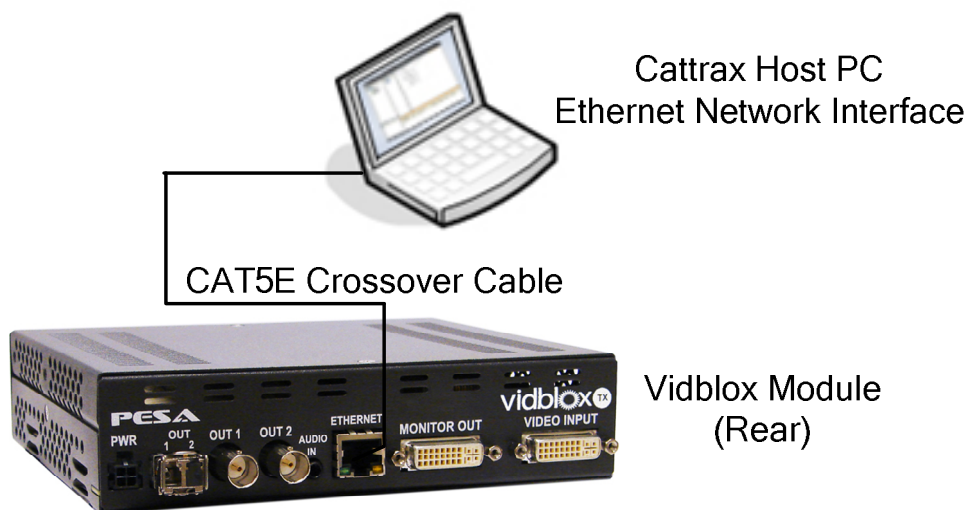 Cattrax Host PC
Ethernet Network Interface
CAT5E Crossover Cable
Vidblox Module
(Rear)
PESA
vidblox TX
PWR
OUT
1 2
OUT 1
OUT 2
AUDIO
IN
ETHERNET
MONITOR OUT
VIDEO INPUT